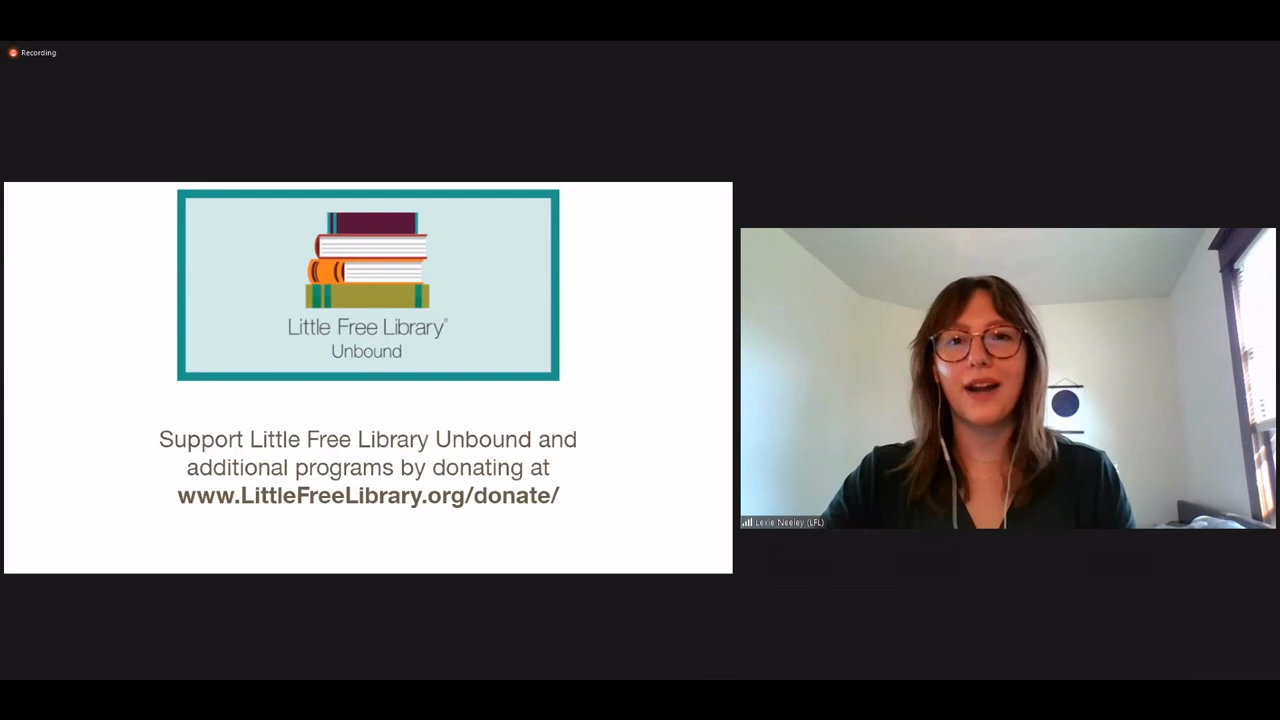 Recording
Little Free Library®
Unbound
Support Little Free Library Unbound and
additional programs by donating at
www.LittleFreeLibrary.org/donate/
Lexie Neeley (LFL)